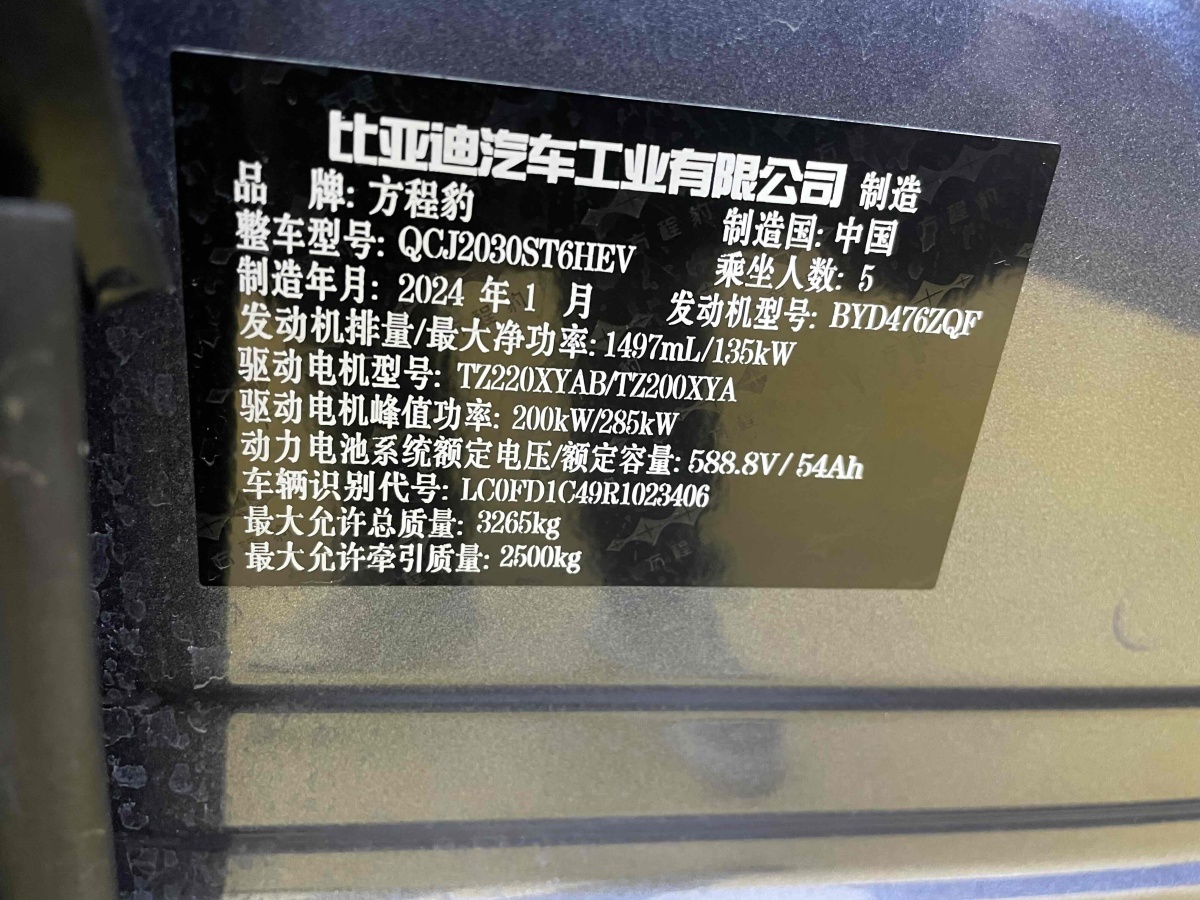 比亚迪汽车工业有限公司 制造
品 牌: 方程豹 制造国: 中国
整车型号: QCJ2030ST6HEV 乘坐人数: 5
制造年月: 2024 年 1 月 发动机型号: BYD476ZQF
发动机排量/最大净功率: 1497mL/135kW
驱动电机型号: TZ220XYAB/TZ200XYA
驱动电机峰值功率: 200kW/285kW
动力电池系统额定电压/额定容量: 588.8V/ 54Ah
车辆识别代号: LC0FD1C49R1023406
最大允许总质量: 3265kg
最大允许牵引质量: 2500kg